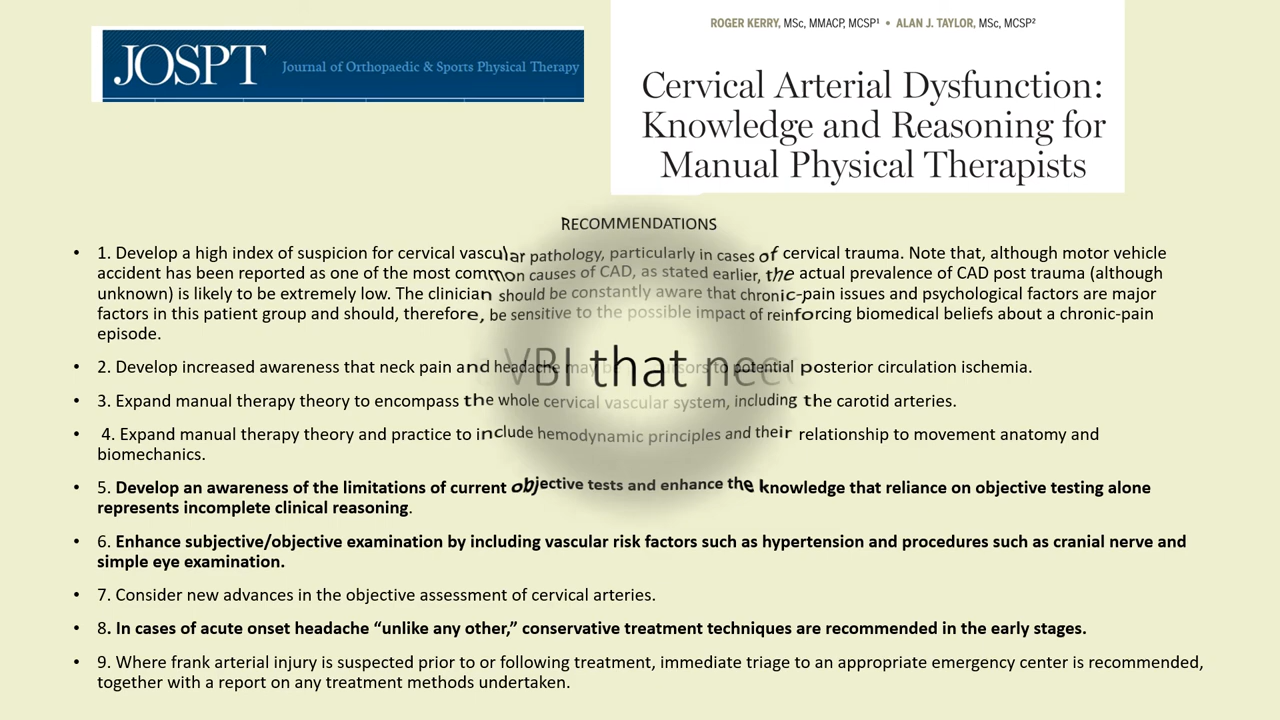 ROGER KERRY, MSc, MMACP, MCSP¹ • ALAN J. TAYLOR, MSc, MCSP²
JOSPT Journal of Orthopaedic & Sports Physical Therapy
Cervical Arterial Dysfunction:
Knowledge and Reasoning for
Manual Physical Therapists
RECOMMENDATIONS
• 1. Develop a high index of suspicion for cervical vascular pathology, particularly in cases of cervical trauma. Note that, although motor vehicle
accident has been reported as one of the most common causes of CAD, as stated earlier, the actual prevalence of CAD post trauma (although
unknown) is likely to be extremely low. The clinician should be constantly aware that chronic-pain issues and psychological factors are major
factors in this patient group and should, therefore, be sensitive to the possible impact of reinforcing biomedical beliefs about a chronic-pain
episode.
• 2. Develop increased awareness that neck pain and headache may to potential posterior circulation ischemia.
VBI that
• 3. Expand manual therapy theory to encompass the whole cervical vascular system, including the carotid arteries.
• 4. Expand manual therapy theory and practice to include hemodynamic principles and their relationship to movement anatomy and
biomechanics.
• 5. Develop an awareness of the limitations of current objective tests and enhance the knowledge that reliance on objective testing alone
represents incomplete clinical reasoning.
• 6. Enhance subjective/objective examination by including vascular risk factors such as hypertension and procedures such as cranial nerve and
simple eye examination.
• 7. Consider new advances in the objective assessment of cervical arteries.
• 8. In cases of acute onset headache “unlike any other,” conservative treatment techniques are recommended in the early stages.
• 9. Where frank arterial injury is suspected prior to or following treatment, immediate triage to an appropriate emergency center is recommended,
together with a report on any treatment methods undertaken.